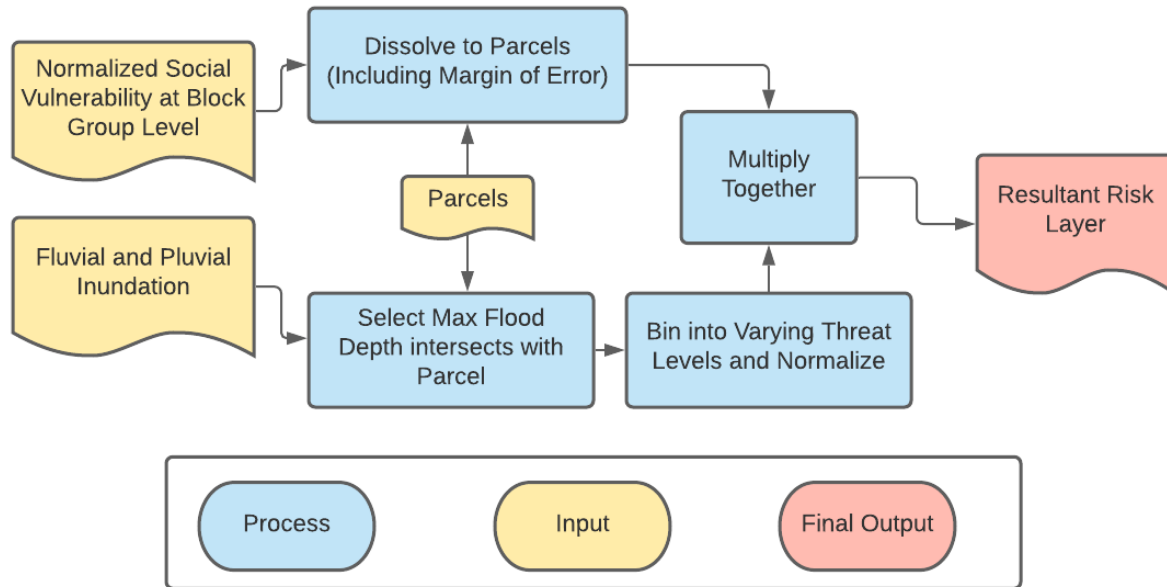 Normalized Social
Vulnerability at Block
Group Level
Dissolve to Parcels
(Including Margin of Error)
Multiply
Together
Resultant Risk
Layer
Parcels
Fluvial and Pluvial
Inundation
Select Max Flood
Depth intersects with
Parcel
Bin into Varying Threat
Levels and Normalize
Process
Input
Final Output